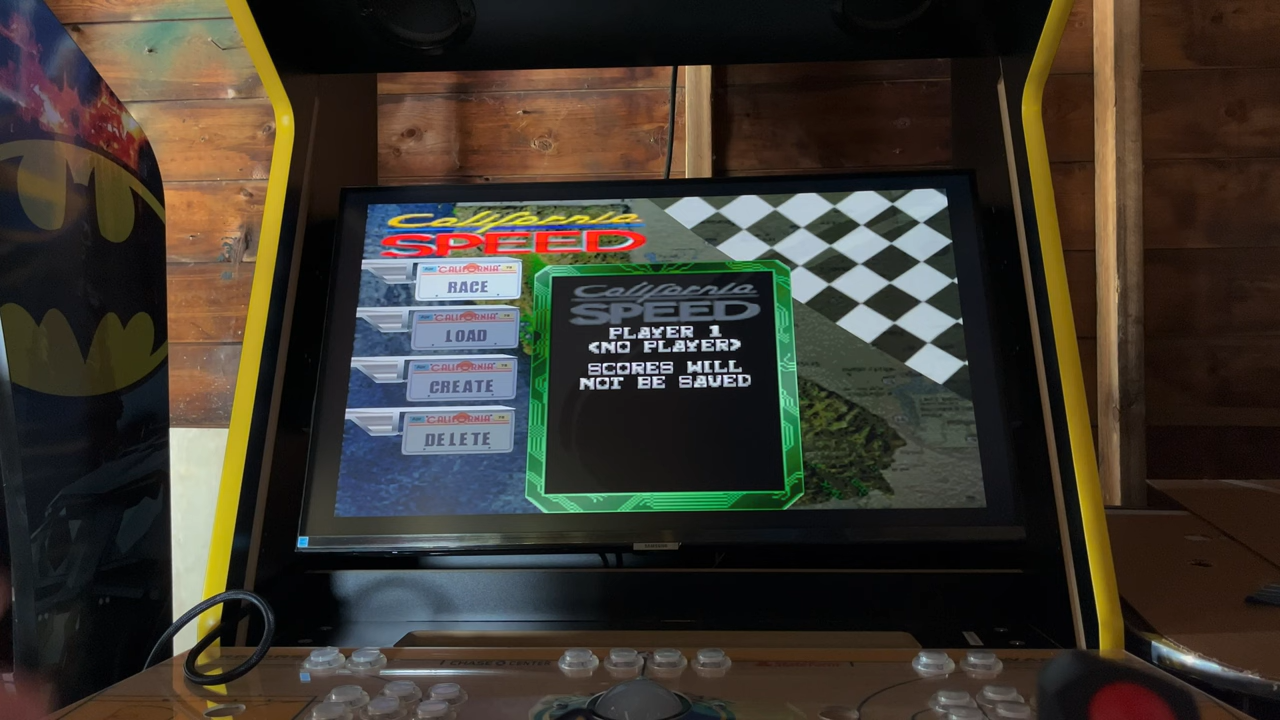 California
SPEED
CALIFORNIA
RACE
CALIFORNIA
LOAD
CALIFORNIA
CREATE
CALIFORNIA
DELETE
California
SPEED
PLAYER 1
<NO PLAYER>
SCORES WILL
NOT BE SAVED